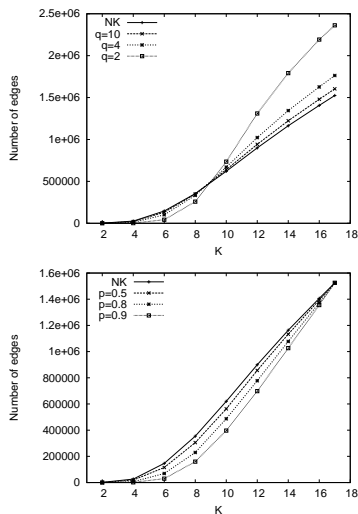 2.5e+06
2e+06
1.5e+06
1e+06
500000
0
Number of edges
NK
q=10
q=4
q=2
2 4 6 8 10 12 14 16 18
K
1.6e+06
1.4e+06
1.2e+06
1e+06
800000
600000
400000
200000
0
Number of edges
NK
p=0.5
p=0.8
p=0.9
2 4 6 8 10 12 14 16 18
K